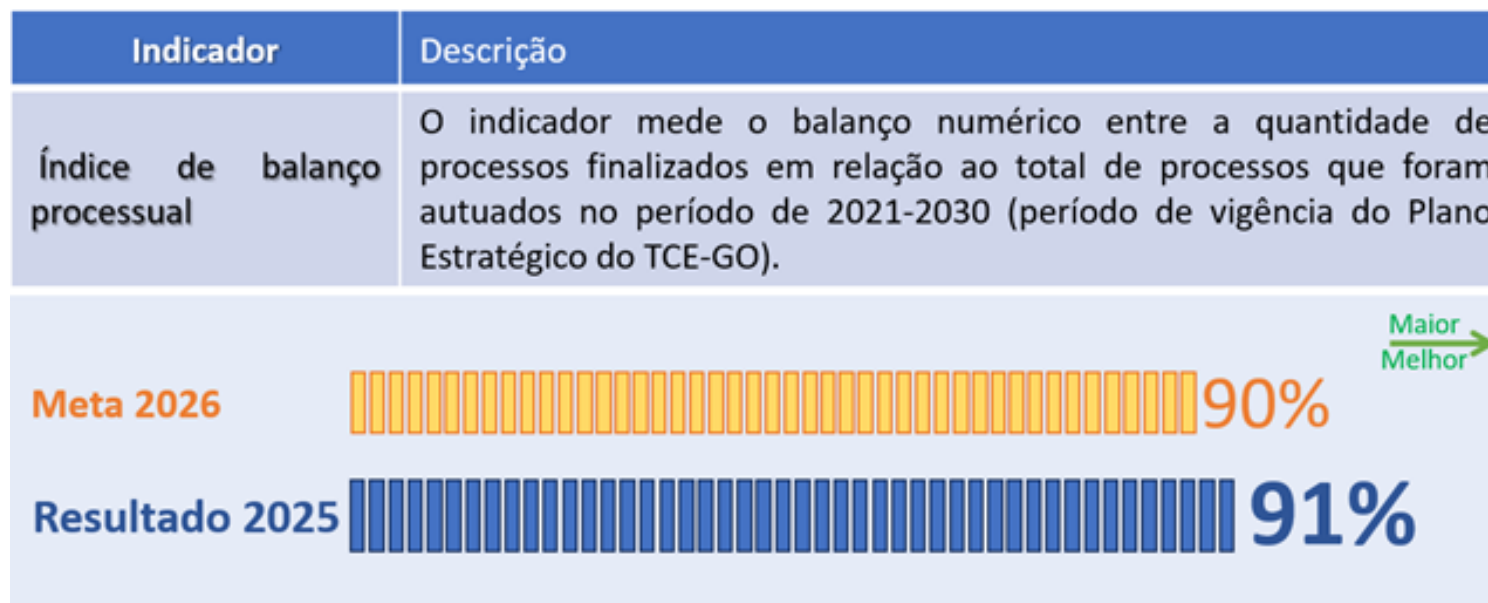 Indicador
Descrição
Índice de balanço
processual
O indicador mede o balanço numérico entre a quantidade de
processos finalizados em relação ao total de processos que foram
autuados no período de 2021-2030 (período de vigência do Plano
Estratégico do TCE-GO).
Maior
Melhor
Meta 2026
90%
Resultado 2025
91%